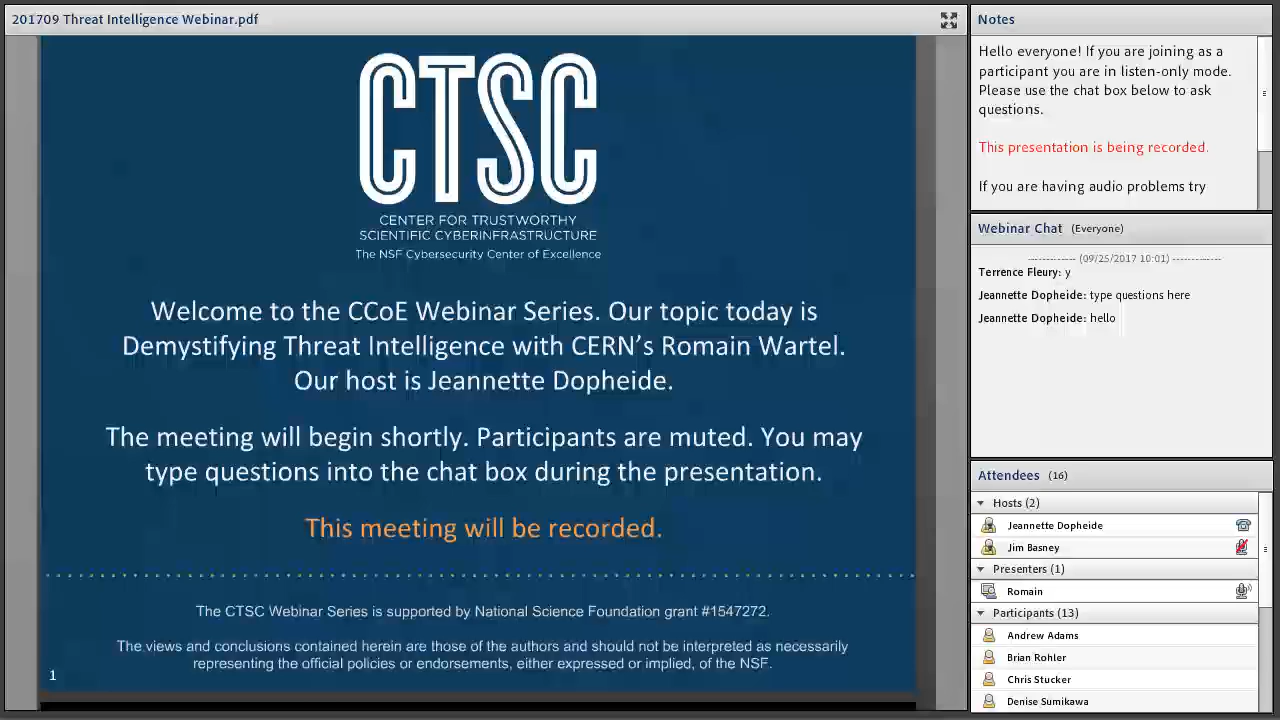 201709 Threat Intelligence Webinar.pdf
CTSC
CENTER FOR TRUSTWORTHY
SCIENTIFIC CYBERINFRASTRUCTURE
The NSF Cybersecurity Center of Excellence
Welcome to the CCoE Webinar Series. Our topic today is
Demystifying Threat Intelligence with CERN’s Romain Wartel.
Our host is Jeannette Dopheide.
The meeting will begin shortly. Participants are muted. You may
type questions into the chat box during the presentation.
This meeting will be recorded.
The CTSC Webinar Series is supported by National Science Foundation grant #1547272.
The views and conclusions contained herein are those of the authors and should not be interpreted as necessarily
representing the official policies or endorsements, either expressed or implied, of the NSF.
1
Notes
Hello everyone! If you are joining as a
participant you are in listen-only mode.
Please use the chat box below to ask
questions.
This presentation is being recorded.
If you are having audio problems try
Webinar Chat (Everyone)
------------- (09/25/2017 10:01) -------------
Terrence Fleury: y
Jeannette Dopheide: type questions here
Jeannette Dopheide: hello
Attendees (16)
Hosts (2)
Jeannette Dopheide
Jim Basney
Presenters (1)
Romain
Participants (13)
Andrew Adams
Brian Rohler
Chris Stucker
Denise Sumikawa